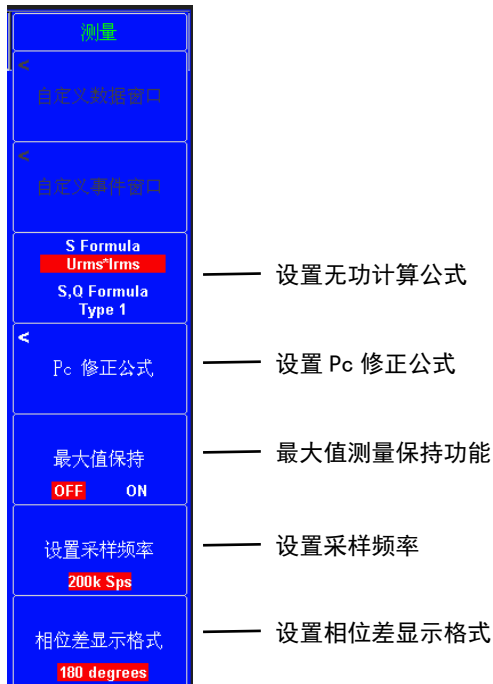 测量
<
自定义数据窗口
<
自定义事件窗口
S Formula
Urms*Irms
S,Q Formula
Type 1
设置无功计算公式
<
Pc 修正公式
设置 Pc 修正公式
最大值保持
OFF ON
最大值测量保持功能
设置采样频率
200k Sps
设置采样频率
相位差显示格式
180 degrees
设置相位差显示格式